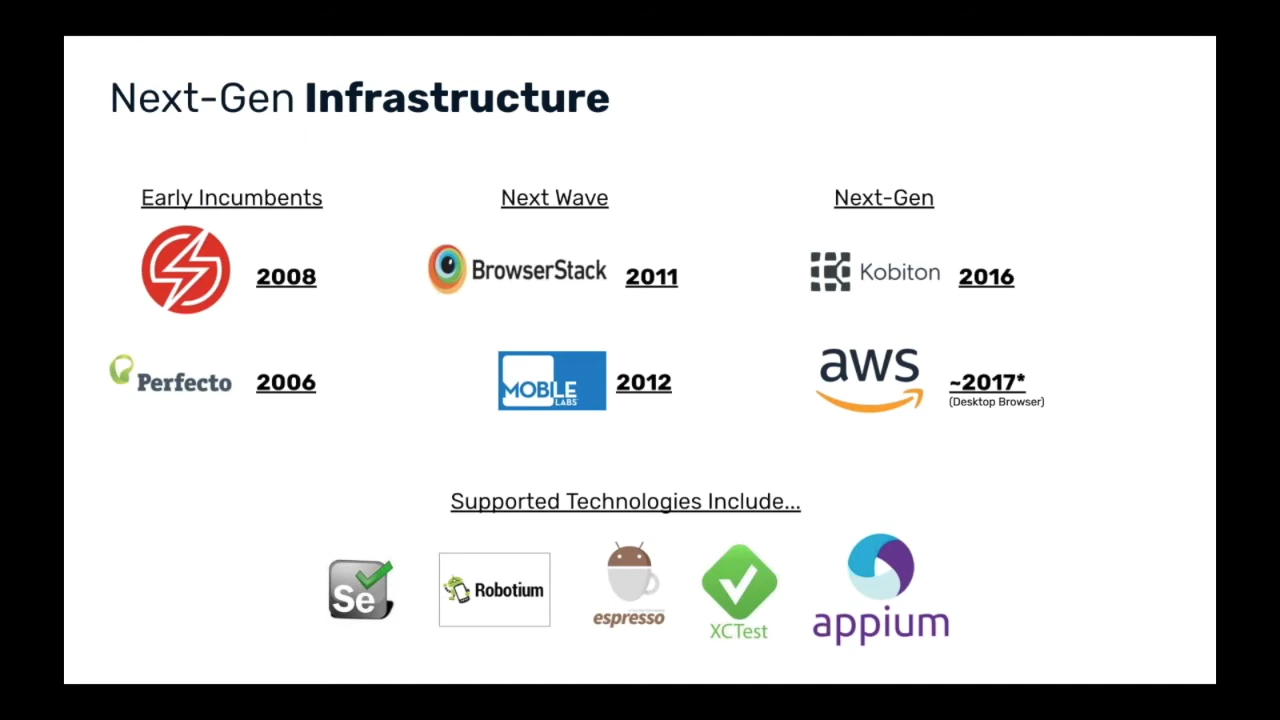 Next-Gen Infrastructure
Early Incumbents
Next Wave
Next-Gen
2008
BrowserStack 2011
Kobiton 2016
Perfecto 2006
MOBILE
LABS
2012
aws
~2017*
(Desktop Browser)
Supported Technologies Include...
Se
Robotium
espresso
XCTest
appium